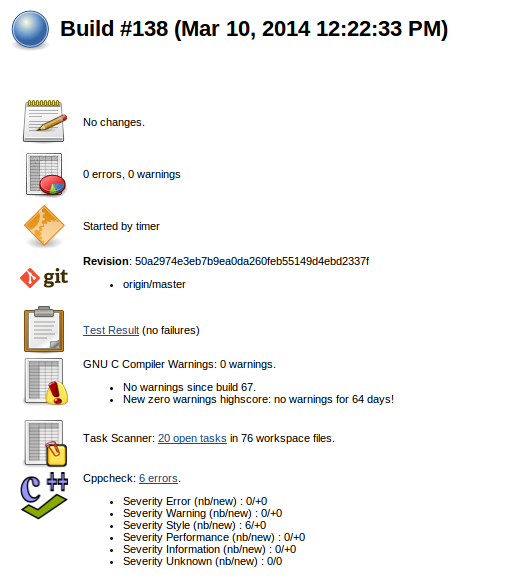 Build #138 (Mar 10, 2014 12:22:33 PM)
No changes.
0 errors, 0 warnings
Started by timer
Revision: 50a2974e3eb7b9ea0da260feb55149d4ebd2337f
git
origin/master
Test Result (no failures)
GNU C Compiler Warnings: 0 warnings.
No warnings since build 67.
New zero warnings highscore: no warnings for 64 days!
Task Scanner: 20 open tasks in 76 workspace files.
C++
Cppcheck: 6 errors.
Severity Error (nb/new) : 0/+0
Severity Warning (nb/new) : 0/+0
Severity Style (nb/new) : 6/+0
Severity Performance (nb/new) : 0/+0
Severity Information (nb/new) : 0/+0
Severity Unknown (nb/new) : 0/0